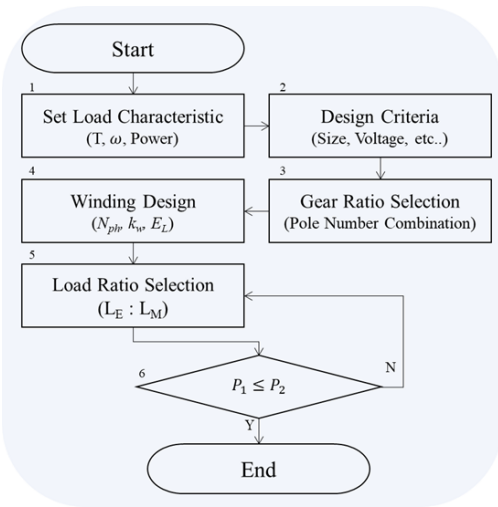 Start
1
Set Load Characteristic
(T, ω, Power)
2
Design Criteria
(Size, Voltage, etc..)
3
Gear Ratio Selection
(Pole Number Combination)
4
Winding Design
(Nph, kw, EL)
5
Load Ratio Selection
(LE : LM)
6
P1 ≤ P2
N
Y
End